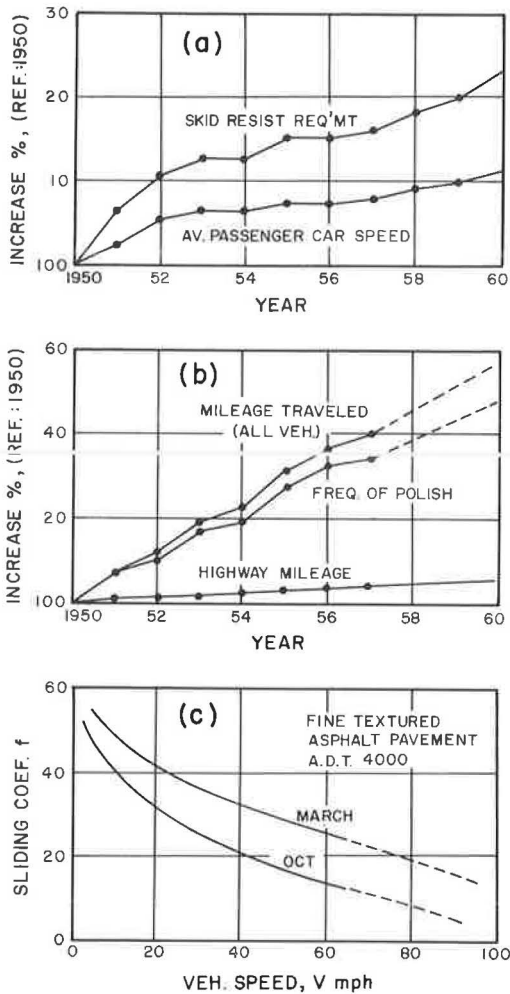 30
(a)
20
SKID RESIST REQ'MT
10
AV. PASSENGER CAR SPEED
100
1950 52 54 56 58 60
YEAR
INCREASE %, (REF.:1950)
60
(b)
MILEAGE TRAVELED
(ALL VEH.)
40
FREQ. OF POLISH
20
HIGHWAY MILEAGE
100
1950 52 54 56 58 60
YEAR
INCREASE %, (REF.:1950)
60
(c)
FINE TEXTURED
ASPHALT PAVEMENT
A.D.T. 4000
40
MARCH
20
OCT
0
0 20 40 60 80 100
VEH. SPEED, V mph
SLIDING COEF. f